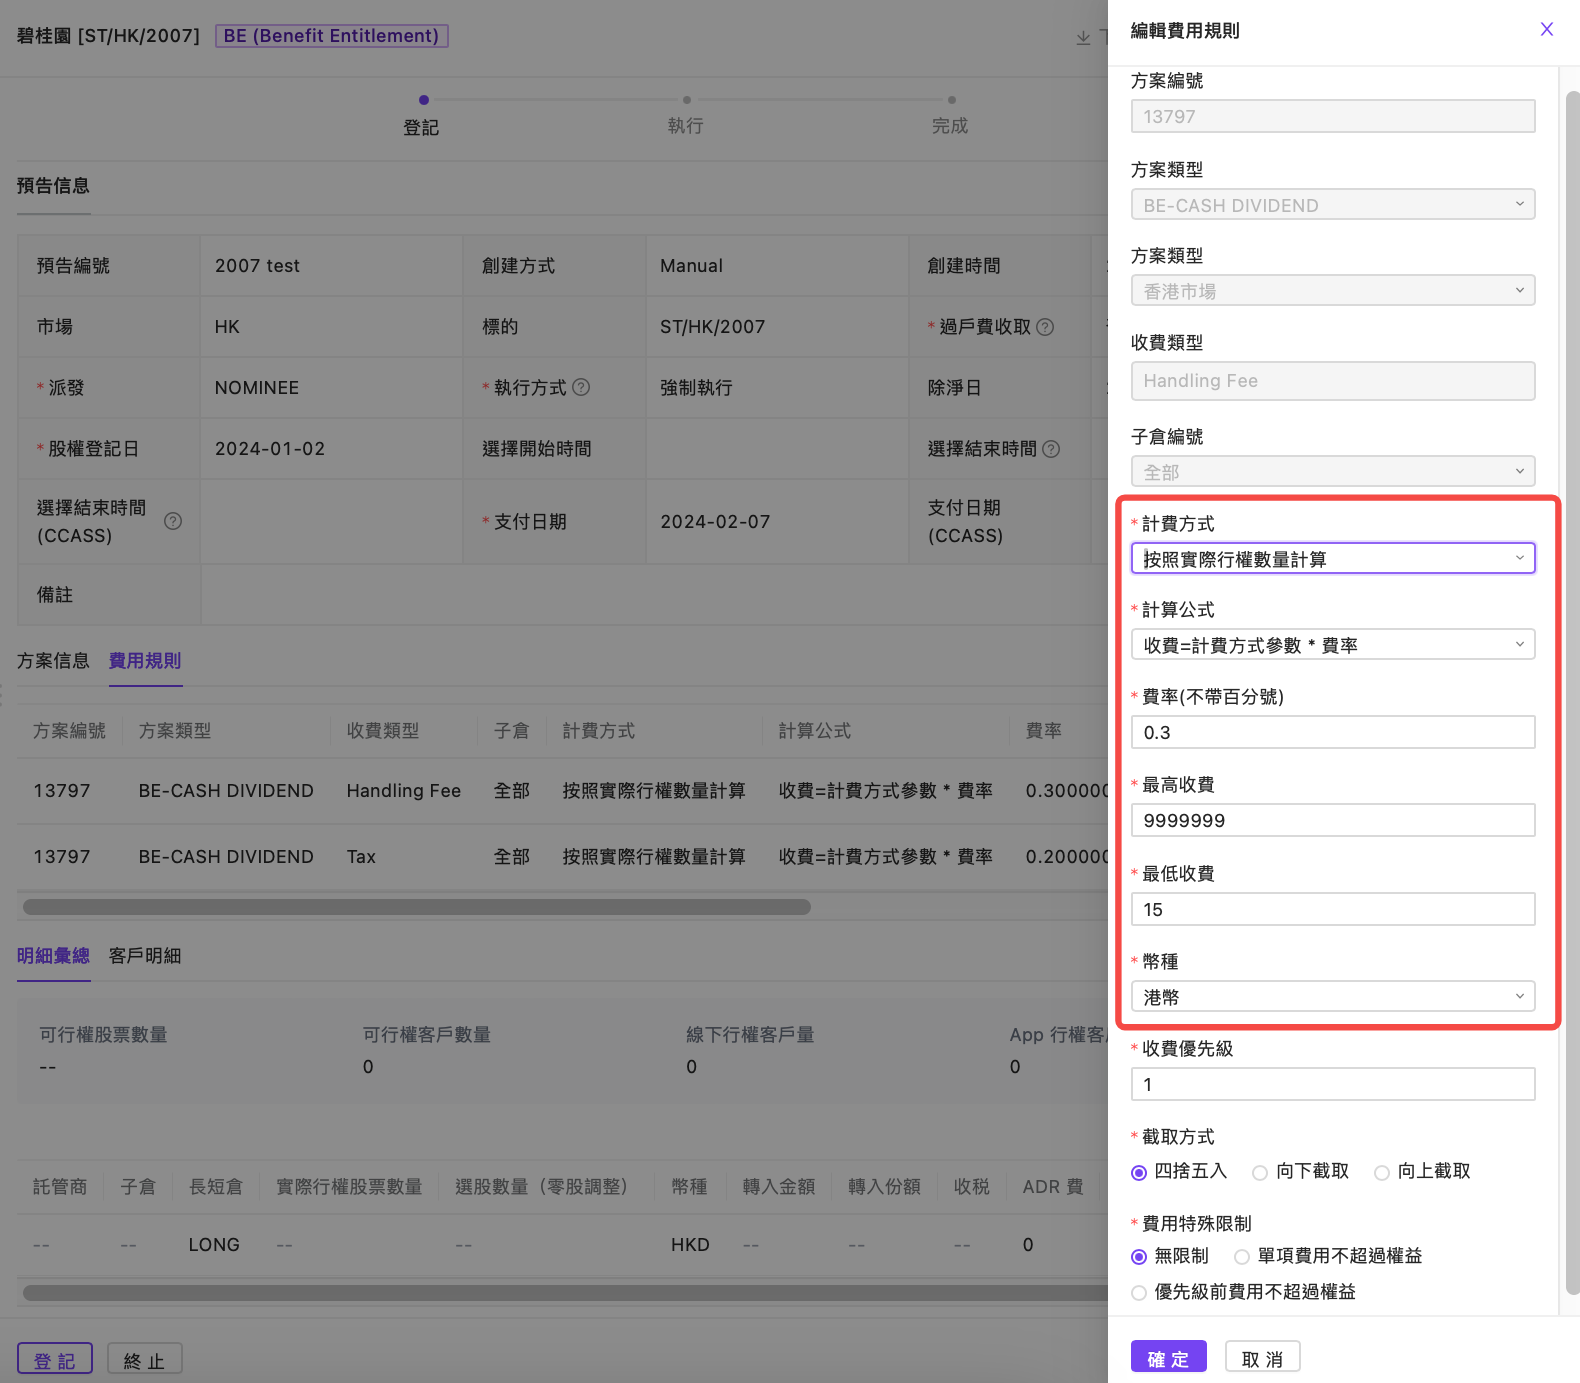 碧桂園 [ST/HK/2007] BE (Benefit Entitlement)
登記 執行 完成
預告信息
預告編號 2007 test 創建方式 Manual 創建時間
市場 HK 標的 ST/HK/2007 * 過戶費收取
* 派發 NOMINEE * 執行方式 強制執行 除淨日
* 股權登記日 2024-01-02 選擇開始時間 選擇結束時間
選擇結束時間
(CCASS)
* 支付日期 2024-02-07
支付日期
(CCASS)
備註
方案信息 費用規則
方案編號 方案類型 收費類型 子倉 計費方式 計算公式 費率
13797 BE-CASH DIVIDEND Handling Fee 全部 按照實際行權數量計算 收費=計費方式參數 * 費率 0.300000
13797 BE-CASH DIVIDEND Tax 全部 按照實際行權數量計算 收費=計費方式參數 * 費率 0.200000
明細彙總 客戶明細
可行權股票數量 可行權客戶數量 線下行權客戶量 App 行權客
-- 0 0 0
託管商 子倉 長短倉 實際行權股票數量 選股數量（零股調整） 幣種 轉入金額 轉入份額 收税 ADR 費
-- -- LONG -- -- HKD -- -- -- 0
登 記 終 止
編輯費用規則
方案編號
13797
方案類型
BE-CASH DIVIDEND
方案類型
香港市場
收費類型
Handling Fee
子倉編號
全部
* 計費方式
按照實際行權數量計算
* 計算公式
收費=計費方式參數 * 費率
* 費率(不帶百分號)
0.3
* 最高收費
9999999
* 最低收費
15
* 幣種
港幣
* 收費優先級
1
* 截取方式
四捨五入 向下截取 向上截取
* 費用特殊限制
無限制 單項費用不超過權益
優先級前費用不超過權益
確 定 取 消